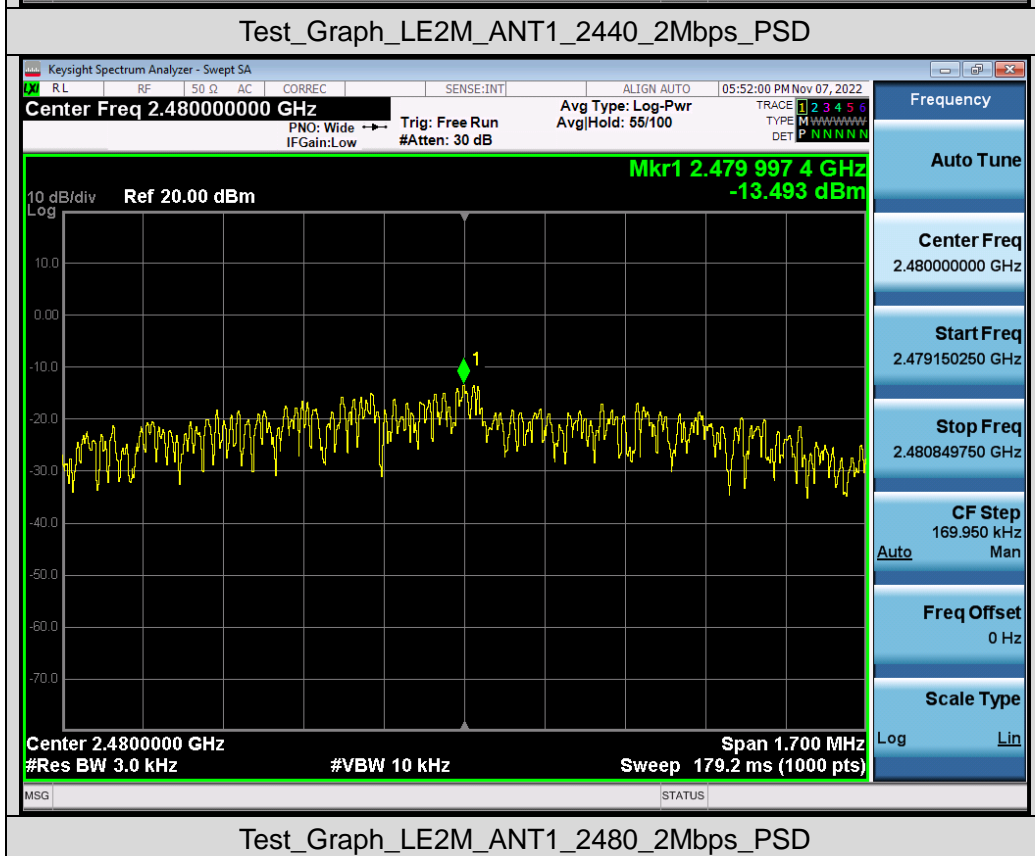 Test_Graph_LE2M_ANT1_2440_2Mbps_PSD
Keysight Spectrum Analyzer - Swept SA
LXI RL RF 50 Ω AC CORREC SENSE:INT ALIGN AUTO 05:52:00 PM Nov 07, 2022
Center Freq 2.480000000 GHz
PNO: Wide
IFGain:Low
Trig: Free Run
#Atten: 30 dB
Avg Type: Log-Pwr
Avg|Hold: 55/100
TRACE 1 2 3 4 5 6
TYPE M WWWWW
DET P N N N N N
Mkr1 2.479 997 4 GHz
-13.493 dBm
10 dB/div Ref 20.00 dBm
Log
10.0
0.00
1
-10.0
-20.0
-30.0
-40.0
-50.0
-60.0
-70.0
Center 2.4800000 GHz Span 1.700 MHz
#Res BW 3.0 kHz #VBW 10 kHz Sweep 179.2 ms (1000 pts)
MSG STATUS
Frequency
Auto Tune
Center Freq
2.480000000 GHz
Start Freq
2.479150250 GHz
Stop Freq
2.480849750 GHz
CF Step
169.950 kHz
Auto Man
Freq Offset
0 Hz
Scale Type
Log Lin
Test_Graph_LE2M_ANT1_2480_2Mbps_PSD